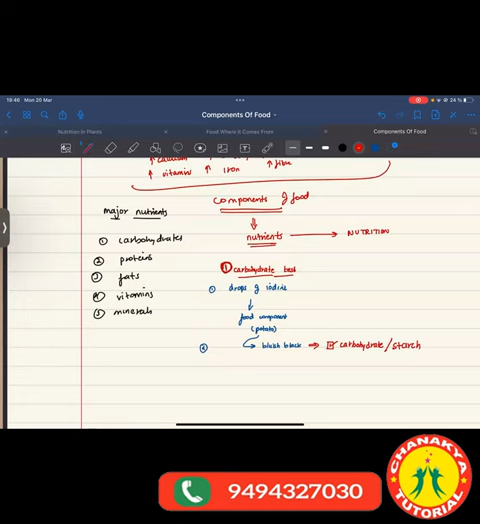 19:46 Mon 20 Mar
24 %
Components Of Food
Nutrition In Plants
Food Where It Comes From
Components Of Food
↑ calcium
↑ fibre
↑ vitamins ↑ iron
components of food
major nutrients
nutrients → NUTRITION
① carbohydrates
② proteins
③ fats
④ vitamins
⑤ minerals
① carbohydrate test
① drops of iodine
food component
(potato)
②
bluish black ⇒ carbohydrate/starch
9494327030
CHANAKYA
TUTORIAL